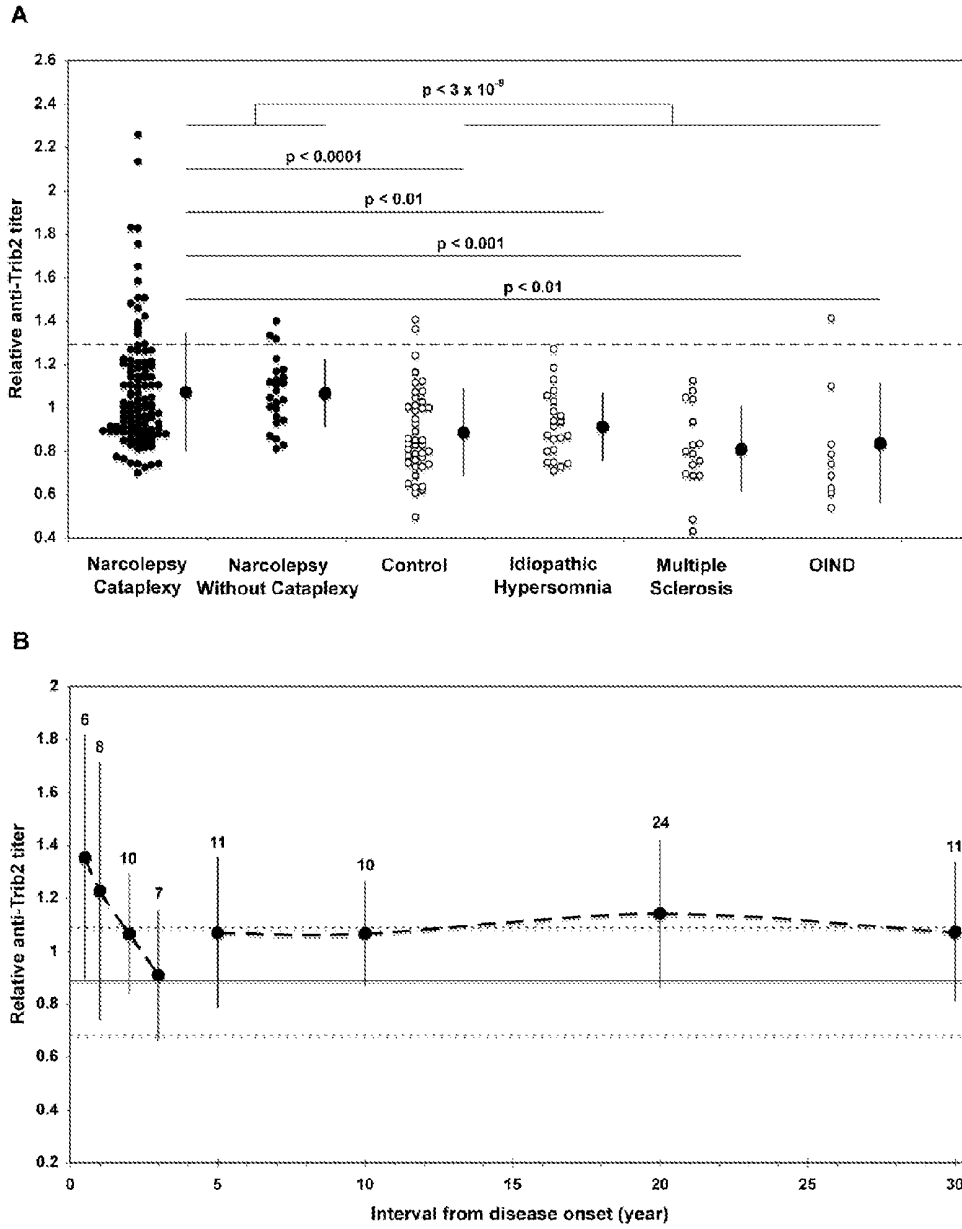 A
2.6
2.4
2.2
2
1.8
1.6
1.4
1.2
1
0.8
0.6
0.4
Relative anti-Trib2 titer
p < 3 x 10⁻⁹
p < 0.0001
p < 0.01
p < 0.001
p < 0.01
Narcolepsy
Cataplexy
Narcolepsy
Without Cataplexy
Control
Idiopathic
Hypersomnia
Multiple
Sclerosis
OIND
B
2
1.8
1.6
1.4
1.2
1
0.8
0.6
0.4
0.2
Relative anti-Trib2 titer
6
8
10
7
11
10
24
11
0
5
10
15
20
25
30
Interval from disease onset (year)